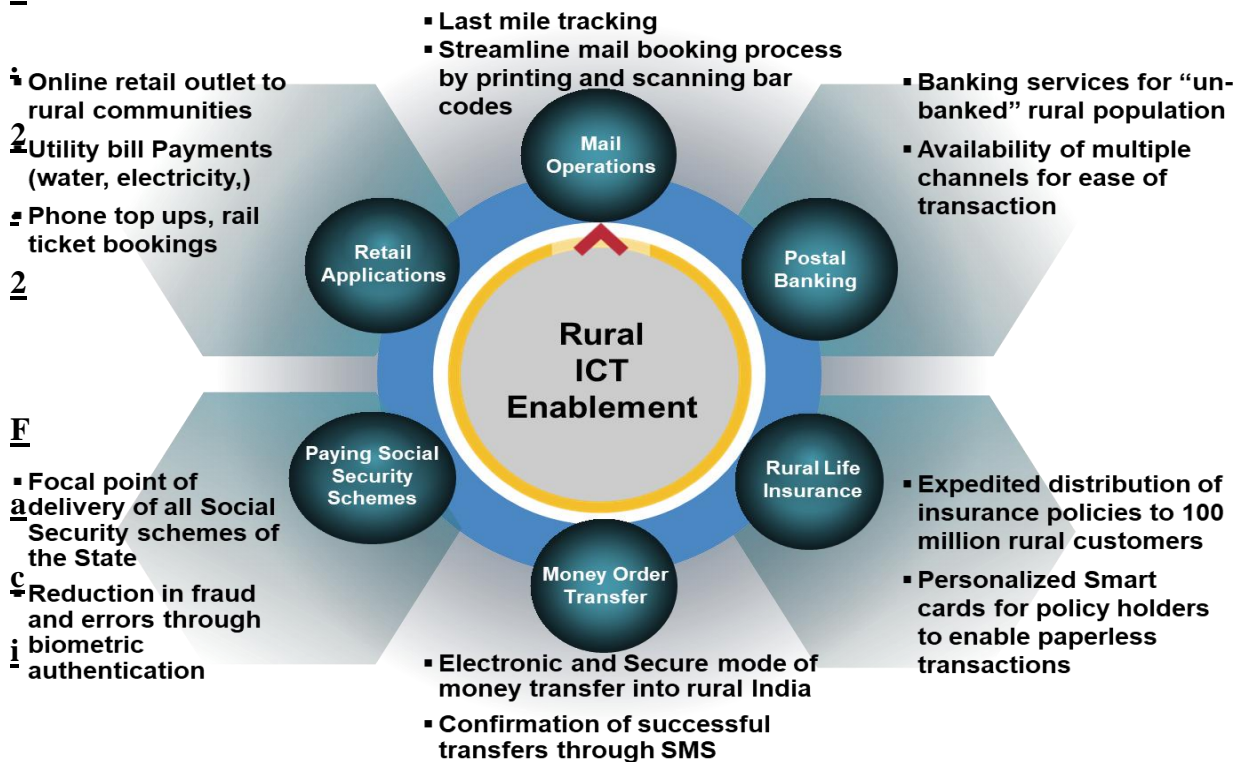 ▪ Last mile tracking
▪ Streamline mail booking process
by printing and scanning bar
codes
Mail
Operations
▪ Online retail outlet to
rural communities
▪ Utility bill Payments
(water, electricity,)
▪ Phone top ups, rail
ticket bookings
Retail
Applications
▪ Banking services for “un-
banked” rural population
▪ Availability of multiple
channels for ease of
transaction
Postal
Banking
Rural
ICT
Enablement
Paying Social
Security
Schemes
▪ Focal point of
delivery of all Social
Security schemes of
the State
▪ Reduction in fraud
and errors through
biometric
authentication
Rural Life
Insurance
▪ Expedited distribution of
insurance policies to 100
million rural customers
▪ Personalized Smart
cards for policy holders
to enable paperless
transactions
Money Order
Transfer
▪ Electronic and Secure mode of
money transfer into rural India
▪ Confirmation of successful
transfers through SMS
.
2
.
2
F
a
c
i